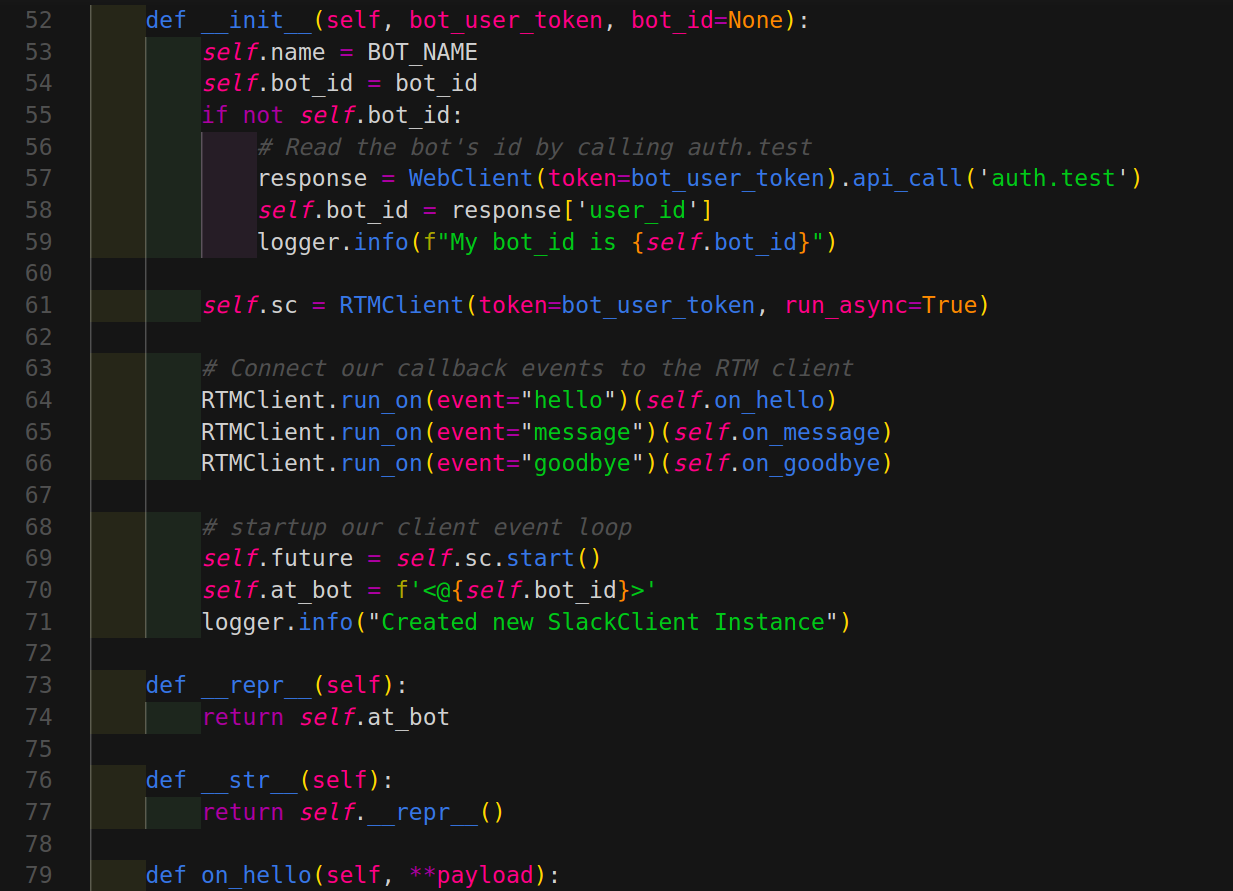 52 def __init__(self, bot_user_token, bot_id=None):
53 self.name = BOT_NAME
54 self.bot_id = bot_id
55 if not self.bot_id:
56 # Read the bot's id by calling auth.test
57 response = WebClient(token=bot_user_token).api_call('auth.test')
58 self.bot_id = response['user_id']
59 logger.info(f"My bot_id is {self.bot_id}")
60
61 self.sc = RTMClient(token=bot_user_token, run_async=True)
62
63 # Connect our callback events to the RTM client
64 RTMClient.run_on(event="hello")(self.on_hello)
65 RTMClient.run_on(event="message")(self.on_message)
66 RTMClient.run_on(event="goodbye")(self.on_goodbye)
67
68 # startup our client event loop
69 self.future = self.sc.start()
70 self.at_bot = f'<@{self.bot_id}>'
71 logger.info("Created new SlackClient Instance")
72
73 def __repr__(self):
74 return self.at_bot
75
76 def __str__(self):
77 return self.__repr__()
78
79 def on_hello(self, **payload):